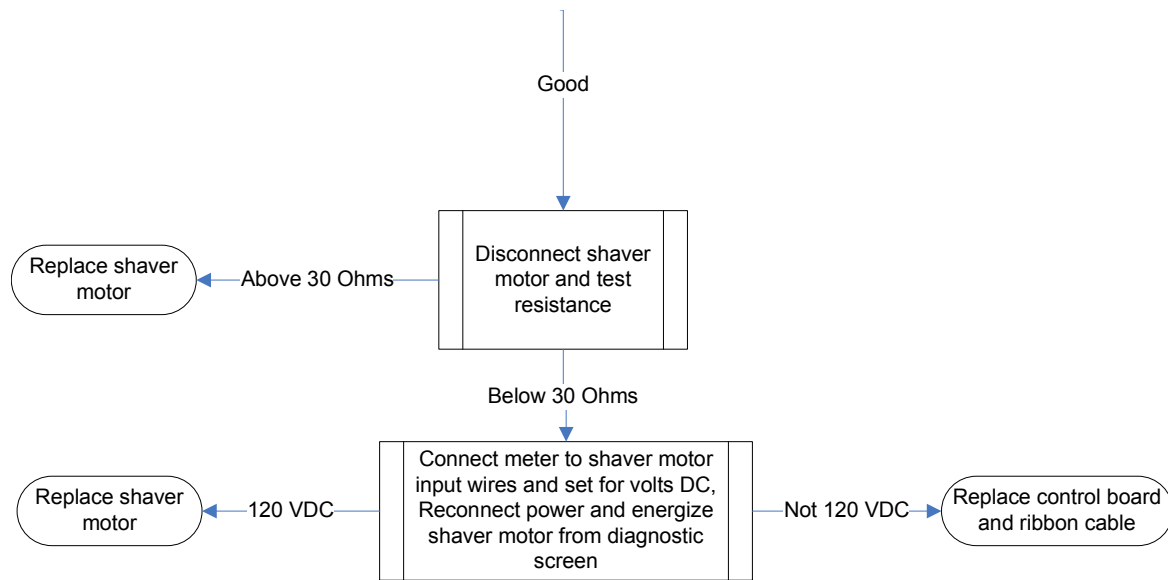 Good
Disconnect shaver
motor and test
resistance
Replace shaver
motor
Above 30 Ohms
Below 30 Ohms
Connect meter to shaver motor
input wires and set for volts DC,
Reconnect power and energize
shaver motor from diagnostic
screen
Replace shaver
motor
120 VDC
Not 120 VDC
Replace control board
and ribbon cable